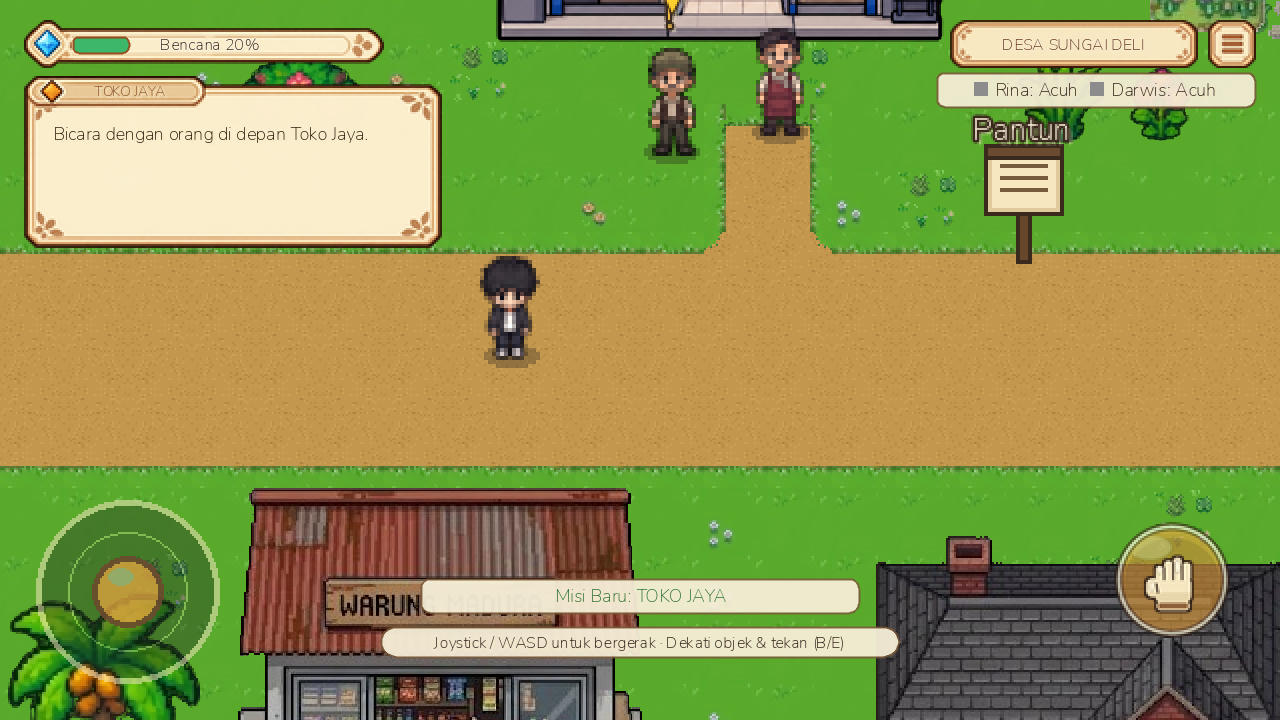 Bencana 20%
DESA SUNGAI DELI
TOKO JAYA
Rina: Acuh Darwis: Acuh
Bicara dengan orang di depan Toko Jaya.
Pantun
WARUNG MADURA
Misi Baru: TOKO JAYA
Joystick / WASD untuk bergerak · Dekati objek & tekan (B/E)